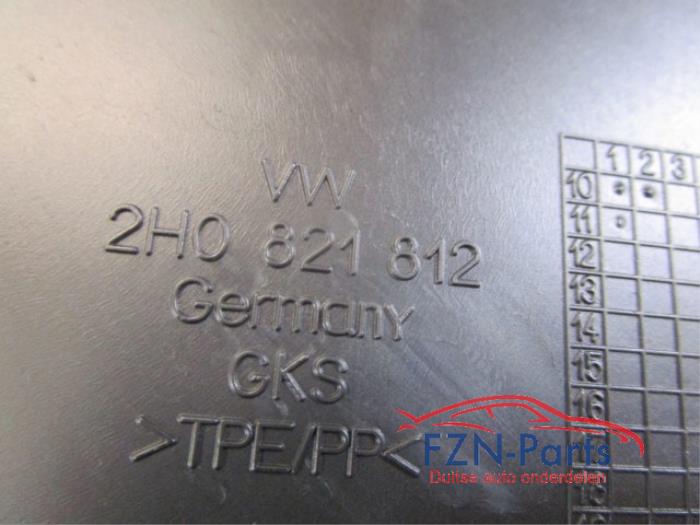 VW
2H0 821 812
Germany
GKS
>TPE/PP<
1 2 3
10
11
12
13
14
15
16
FZN-Parts
Duitse auto onderdelen